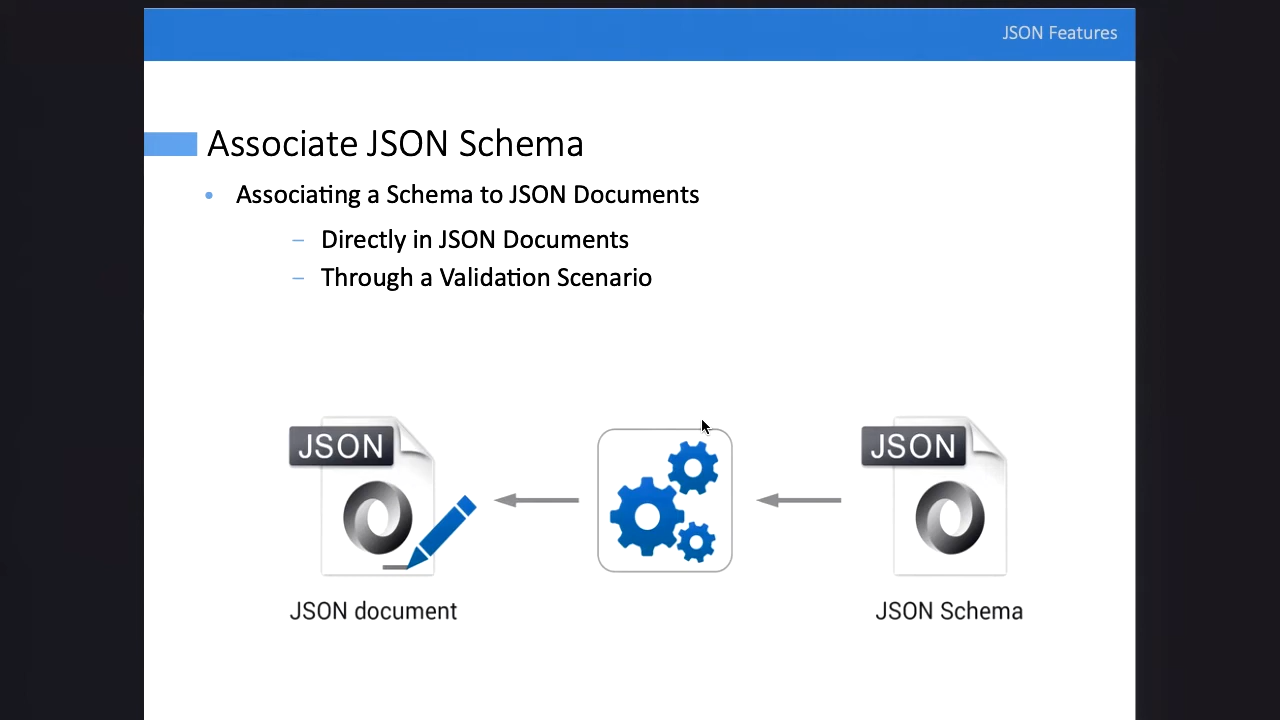 JSON Features
Associate JSON Schema
• Associating a Schema to JSON Documents
– Directly in JSON Documents
– Through a Validation Scenario
JSON
JSON
JSON document
JSON Schema